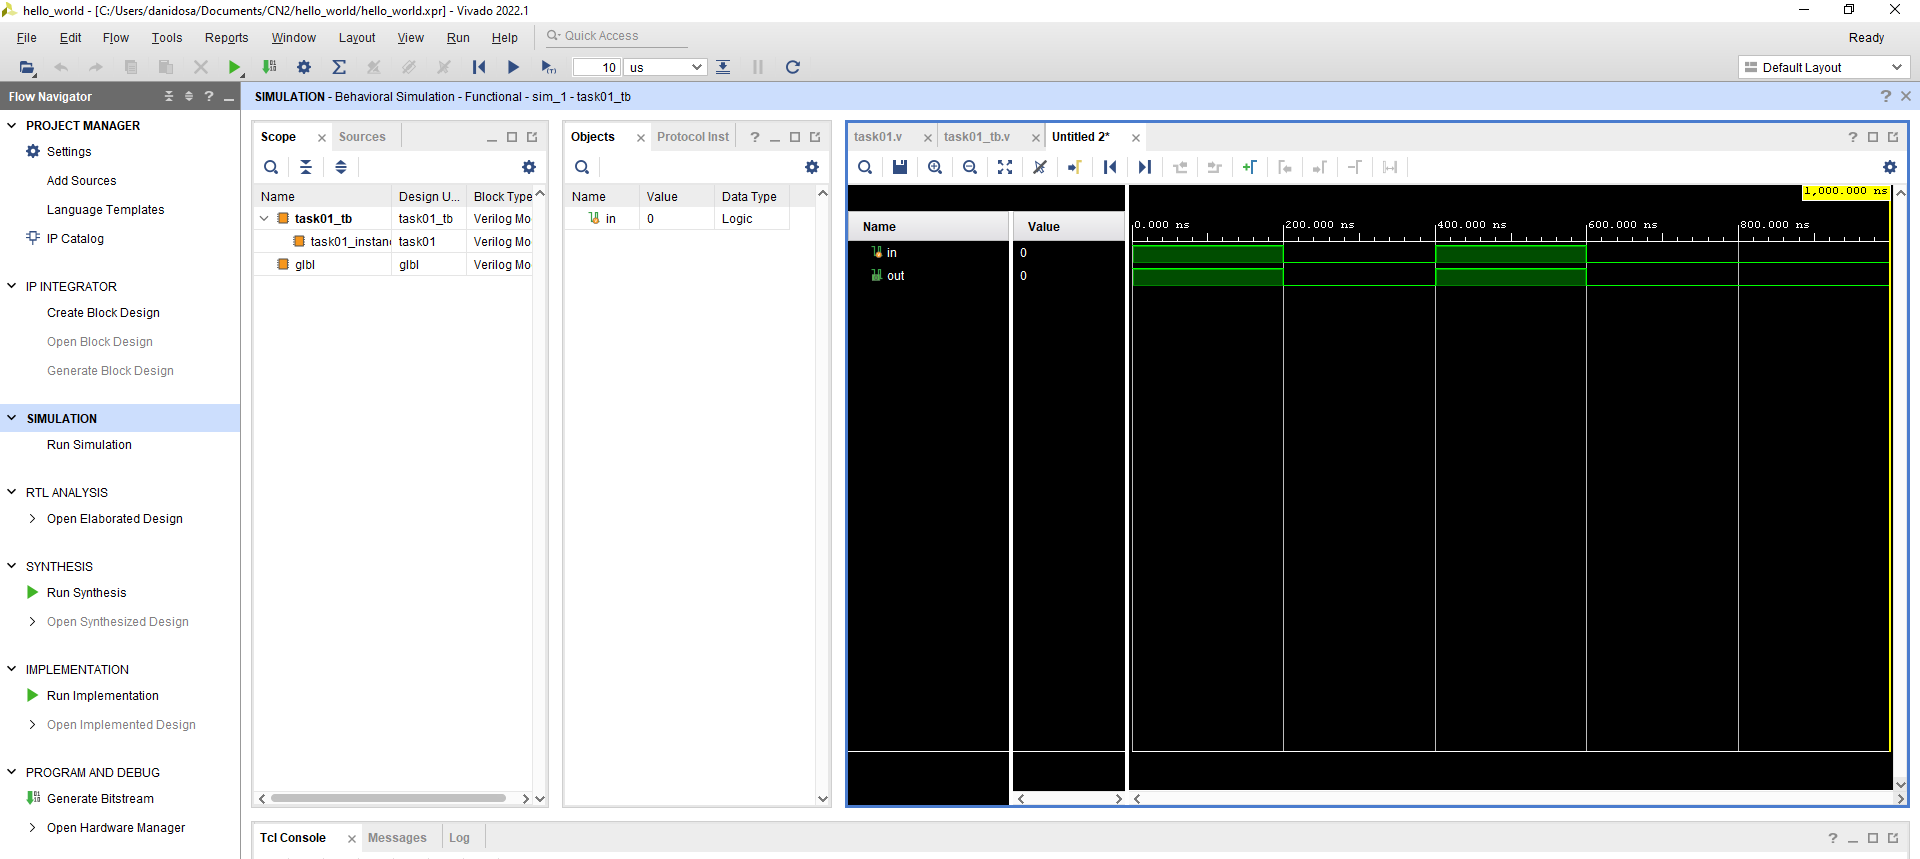 hello_world - [C:/Users/danidosa/Documents/CN2/hello_world/hello_world.xpr] - Vivado 2022.1
File Edit Flow Tools Reports Window Layout View Run Help Quick Access Ready
10 us Default Layout
Flow Navigator
SIMULATION - Behavioral Simulation - Functional - sim_1 - task01_tb
PROJECT MANAGER
Settings
Add Sources
Language Templates
IP Catalog
IP INTEGRATOR
Create Block Design
Open Block Design
Generate Block Design
SIMULATION
Run Simulation
RTL ANALYSIS
Open Elaborated Design
SYNTHESIS
Run Synthesis
Open Synthesized Design
IMPLEMENTATION
Run Implementation
Open Implemented Design
PROGRAM AND DEBUG
Generate Bitstream
Open Hardware Manager
Scope Sources
Name Design U... Block Type
task01_tb task01_tb Verilog Mo
task01_instan task01 Verilog Mo
glbl glbl Verilog Mo
Objects Protocol Inst
Name Value Data Type
in 0 Logic
task01.v task01_tb.v Untitled 2*
1,000.000 ns
Name Value
0.000 ns 200.000 ns 400.000 ns 600.000 ns 800.000 ns
in 0
out 0
Tcl Console Messages Log